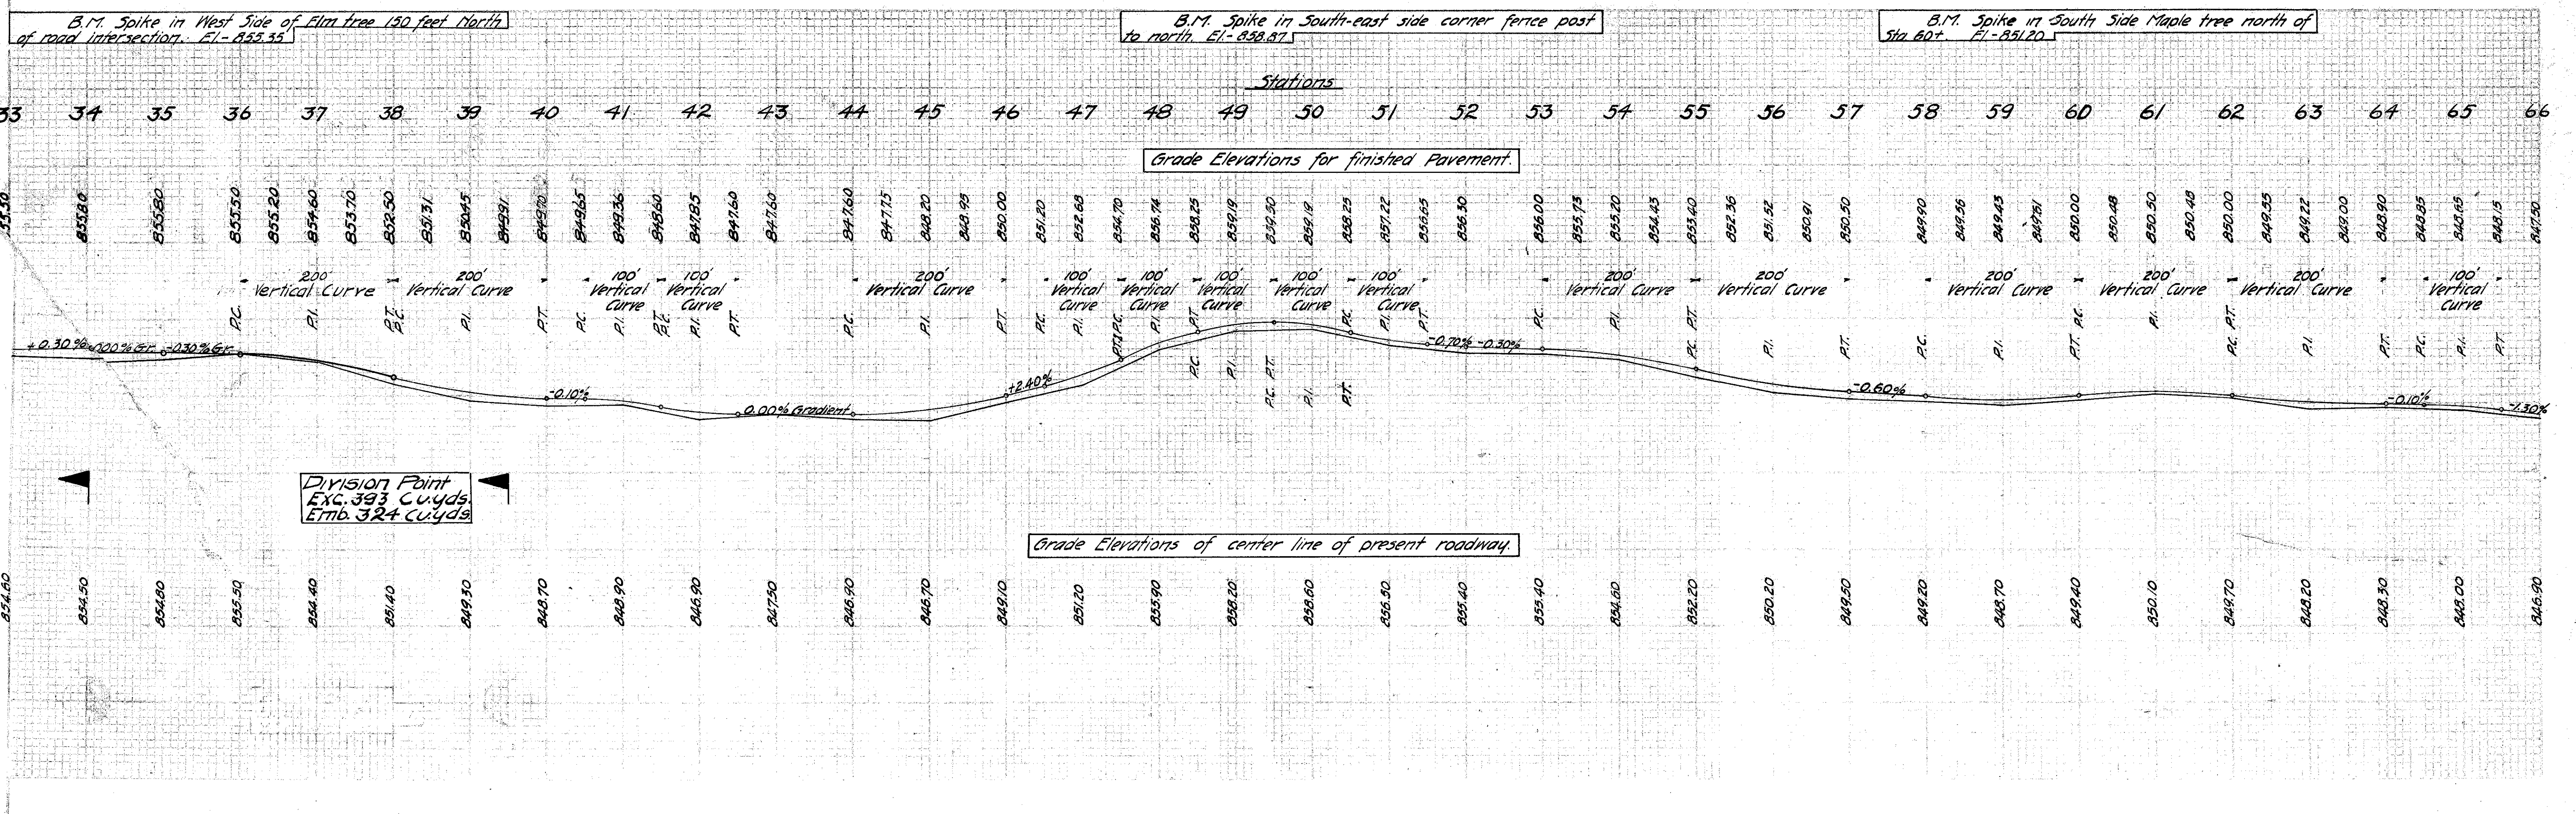 B.M. Spike in West Side of Elm tree 150 feet North
of road intersection. El.- 855.35
B.M. Spike in South-east side corner fence post
to north. El.- 858.87
B.M. Spike in South Side Maple tree north of
Sta 60+. El.- 851.20
Stations
33 34 35 36 37 38 39 40 41 42 43 44 45 46 47 48 49 50 51 52 53 54 55 56 57 58 59 60 61 62 63 64 65 66
Grade Elevations for finished Pavement.
855.80 855.80 855.50 855.20 854.60 853.70 852.50 851.31 850.45 849.91 849.70 849.65 849.36 848.60 847.85 847.60 847.60 847.60 847.75 848.20 848.95 850.00 851.20 852.68 854.70 856.74 858.25 859.19 859.50 859.19 858.25 857.22 856.65 856.30 856.00 855.73 855.20 854.43 853.40 852.36 851.52 850.91 850.50 849.90 849.56 849.43 849.51 850.00 850.48 850.50 850.48 850.00 849.55 849.22 849.00 848.90 848.85 848.65 848.15 847.50
200' 200' 100' 100' 200' 100' 100' 100' 100' 100' 200' 200' 200' 200' 200' 100'
Vertical Curve Vertical Curve Vertical Curve Vertical Curve Vertical Curve Vertical Curve Vertical Curve Vertical Curve Vertical Curve Vertical Curve Vertical Curve Vertical Curve Vertical Curve Vertical Curve Vertical Curve Vertical Curve
P.C. P.I. P.T. P.C. P.I. P.T. P.C. P.I. P.T. P.C. P.I. P.T. P.C. P.I. P.T. P.C. P.I. P.T. & P.C. P.I. P.T. P.C. P.I. P.T. P.C. P.I. P.T. P.C. P.I. P.T. P.C. P.I. P.T. P.C. P.I. P.T. P.C. P.I. P.T. P.C. P.I. P.T. P.C. P.I. P.T. P.C. P.I. P.T.
+0.30% 0.00% Gr. -0.30% Gr. -0.10% 0.00% Gradient +2.40% -0.70% -0.30% -0.60% -0.10% -1.30%
Division Point
Exc. 393 Cu.yds.
Emb. 324 Cu.yds
Grade Elevations of center line of present roadway.
854.60 854.50 854.80 855.50 854.40 851.40 849.30 848.70 848.90 846.90 847.50 846.90 846.70 849.10 851.20 855.90 858.20 858.60 856.50 855.40 855.40 854.60 852.20 850.20 849.50 849.20 848.70 849.40 850.10 849.70 848.20 848.30 848.00 846.90